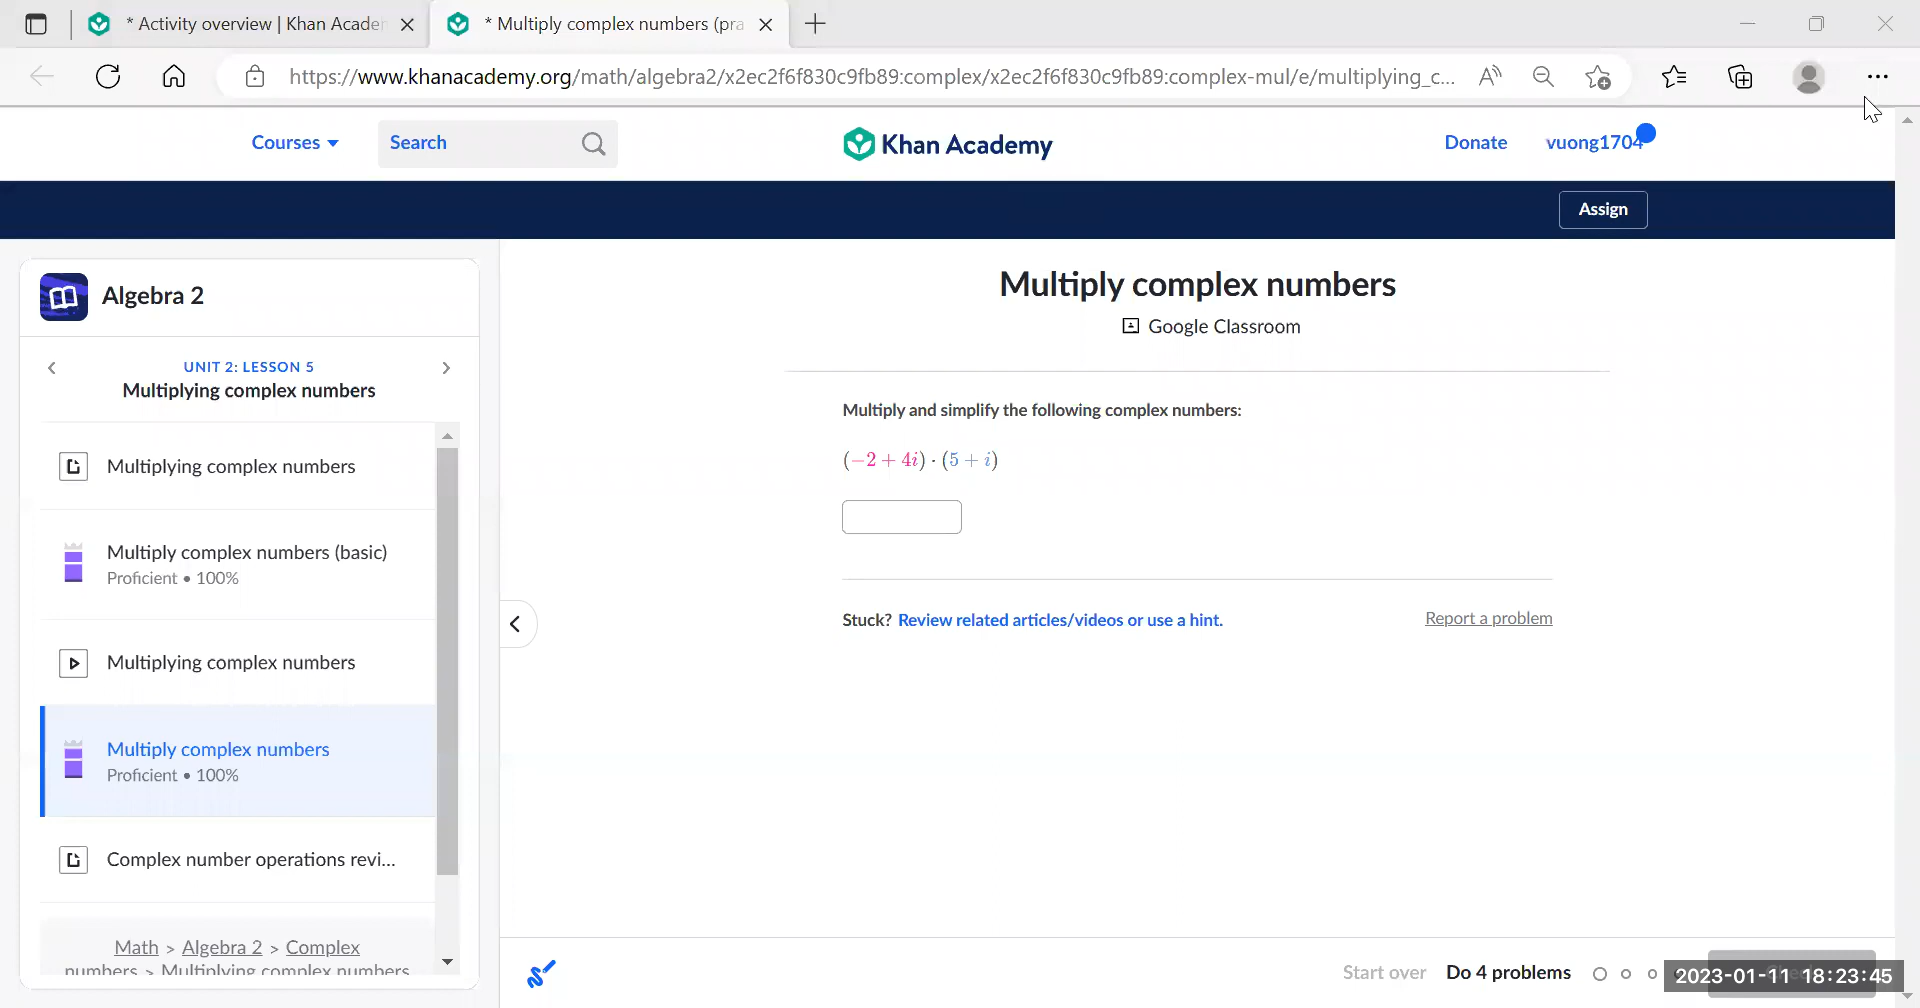 * Activity overview | Khan Acade
* Multiply complex numbers (pra
https://www.khanacademy.org/math/algebra2/x2ec2f6f830c9fb89:complex/x2ec2f6f830c9fb89:complex-mul/e/multiplying_c...
Courses
Search
Khan Academy
Donate
vuong1704
Assign
Algebra 2
UNIT 2: LESSON 5
Multiplying complex numbers
Multiplying complex numbers
Multiply complex numbers (basic)
Proficient • 100%
Multiplying complex numbers
Multiply complex numbers
Proficient • 100%
Complex number operations revi...
Math > Algebra 2 > Complex
numbers > Multiplying complex numbers
Multiply complex numbers
Google Classroom
Multiply and simplify the following complex numbers:
(−2 + 4i) · (5 + i)
Stuck? Review related articles/videos or use a hint.
Report a problem
Start over
Do 4 problems
2023-01-11 18:23:45